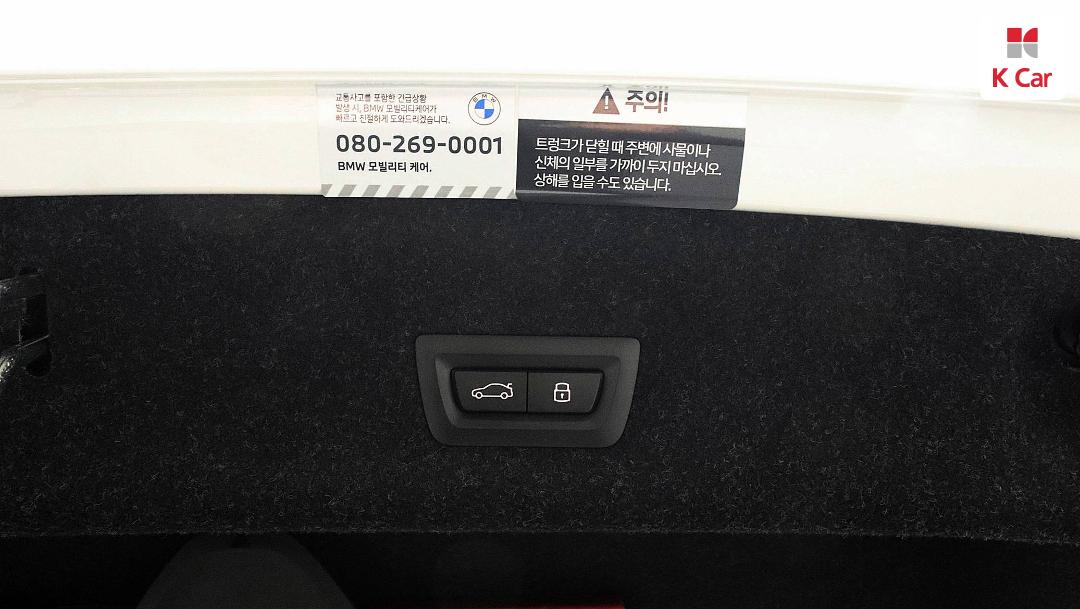 K Car
교통사고를 포함한 긴급상황
발생 시, BMW 모빌리티케어가
빠르고 친절하게 도와드리겠습니다.
BMW
080-269-0001
BMW 모빌리티 케어.
주의!
트렁크가 닫힐 때 주변에 사물이나
신체의 일부를 가까이 두지 마십시오.
상해를 입을 수도 있습니다.